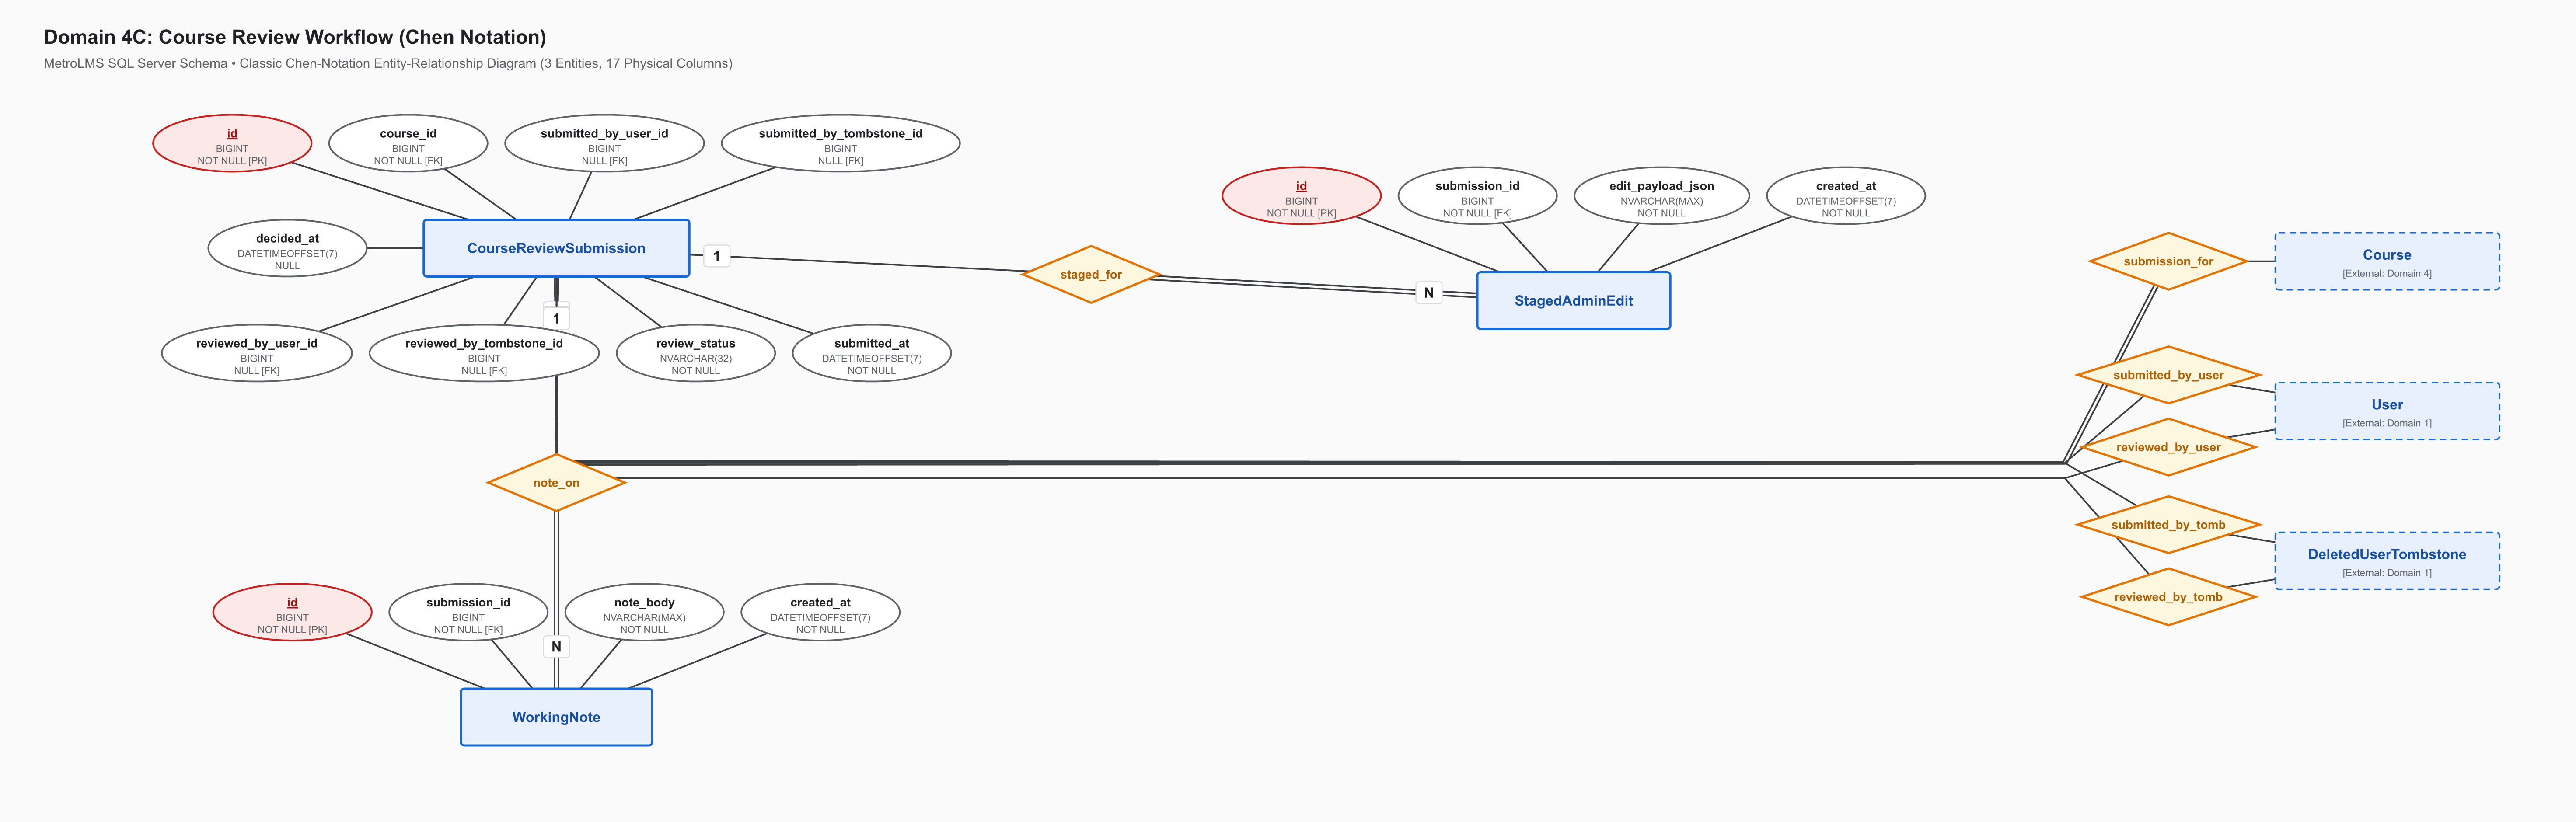 Domain 4C: Course Review Workflow (Chen Notation)
MetroLMS SQL Server Schema • Classic Chen-Notation Entity-Relationship Diagram (3 Entities, 17 Physical Columns)
id
BIGINT
NOT NULL [PK]
course_id
BIGINT
NOT NULL [FK]
submitted_by_user_id
BIGINT
NULL [FK]
submitted_by_tombstone_id
BIGINT
NULL [FK]
decided_at
DATETIMEOFFSET(7)
NULL
CourseReviewSubmission
1
staged_for
N
id
BIGINT
NOT NULL [PK]
submission_id
BIGINT
NOT NULL [FK]
edit_payload_json
NVARCHAR(MAX)
NOT NULL
created_at
DATETIMEOFFSET(7)
NOT NULL
StagedAdminEdit
1
reviewed_by_user_id
BIGINT
NULL [FK]
reviewed_by_tombstone_id
BIGINT
NULL [FK]
review_status
NVARCHAR(32)
NOT NULL
submitted_at
DATETIMEOFFSET(7)
NOT NULL
submission_for
Course
[External: Domain 4]
submitted_by_user
User
[External: Domain 1]
reviewed_by_user
note_on
submitted_by_tomb
DeletedUserTombstone
[External: Domain 1]
reviewed_by_tomb
id
BIGINT
NOT NULL [PK]
submission_id
BIGINT
NOT NULL [FK]
note_body
NVARCHAR(MAX)
NOT NULL
created_at
DATETIMEOFFSET(7)
NOT NULL
N
WorkingNote